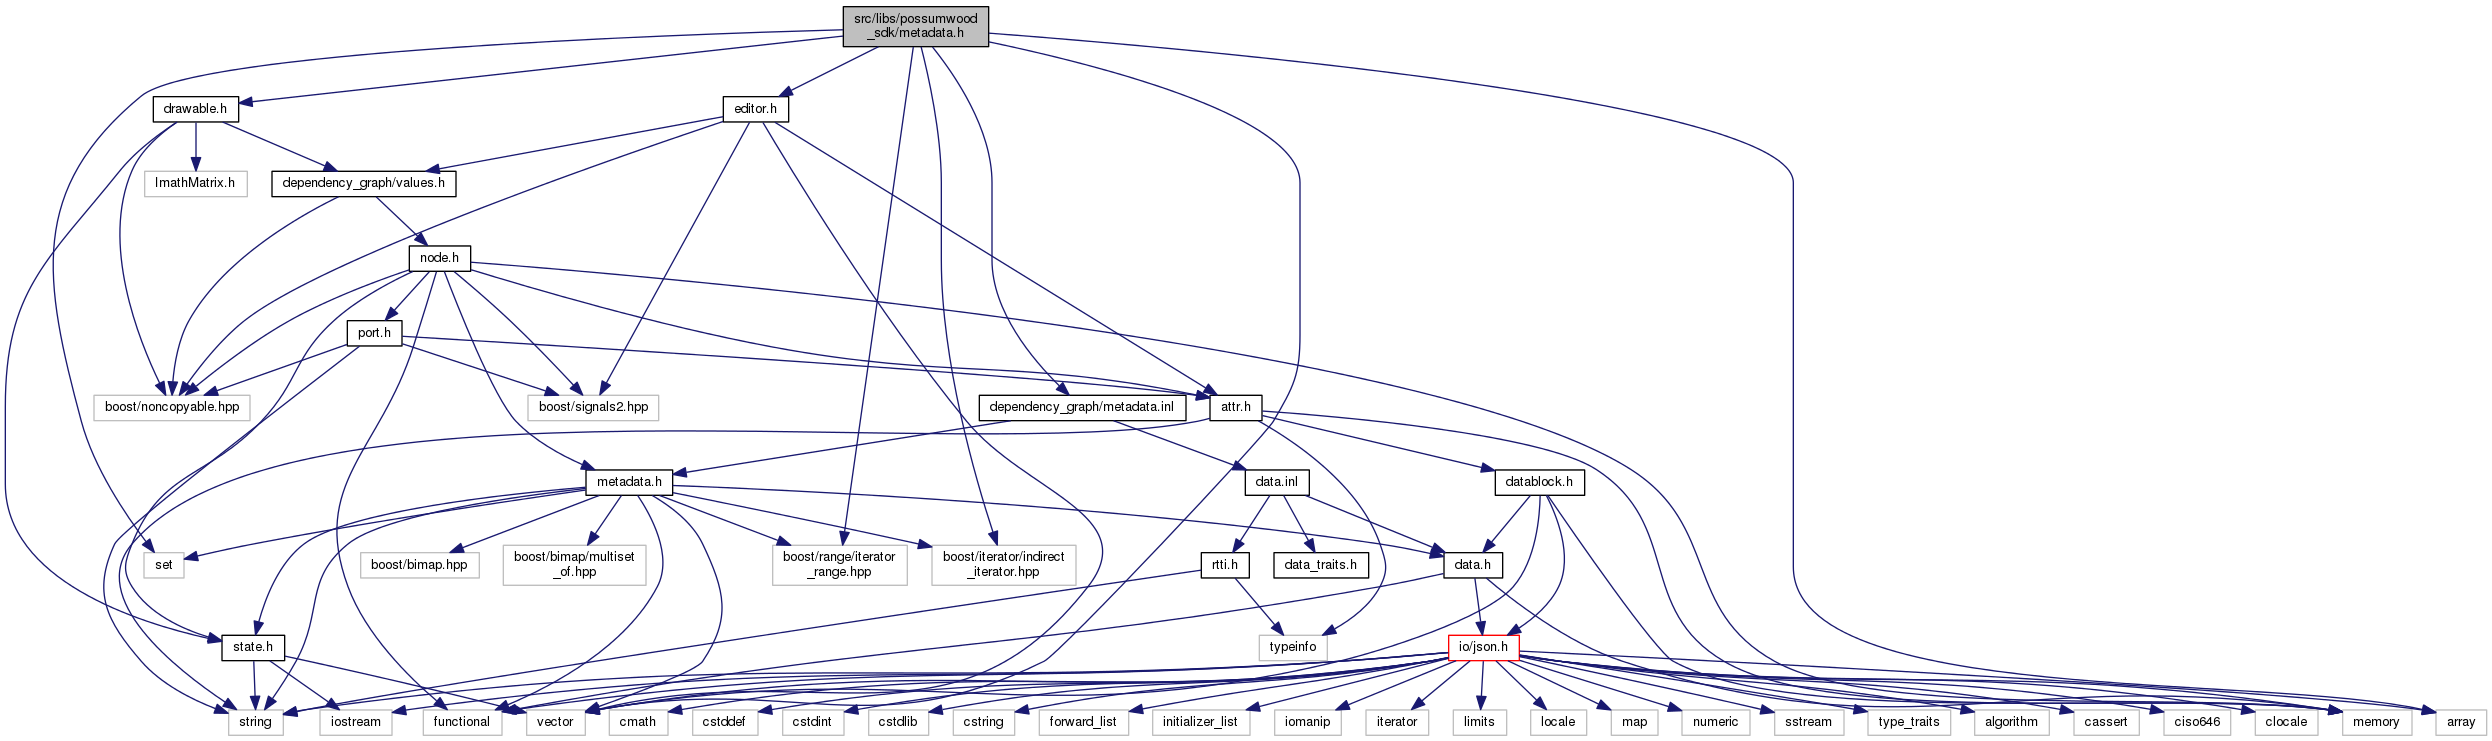 src/libs/possumwood
_sdk/metadata.h
drawable.h
editor.h
ImathMatrix.h
dependency_graph/values.h
node.h
port.h
boost/noncopyable.hpp
boost/signals2.hpp
dependency_graph/metadata.inl
attr.h
metadata.h
data.inl
datablock.h
set
boost/bimap.hpp
boost/bimap/multiset
_of.hpp
boost/range/iterator
_range.hpp
boost/iterator/indirect
_iterator.hpp
rtti.h
data_traits.h
data.h
state.h
typeinfo
io/json.h
string
iostream
functional
vector
cmath
cstddef
cstdint
cstdlib
cstring
forward_list
initializer_list
iomanip
iterator
limits
locale
map
numeric
sstream
type_traits
algorithm
cassert
ciso646
clocale
memory
array